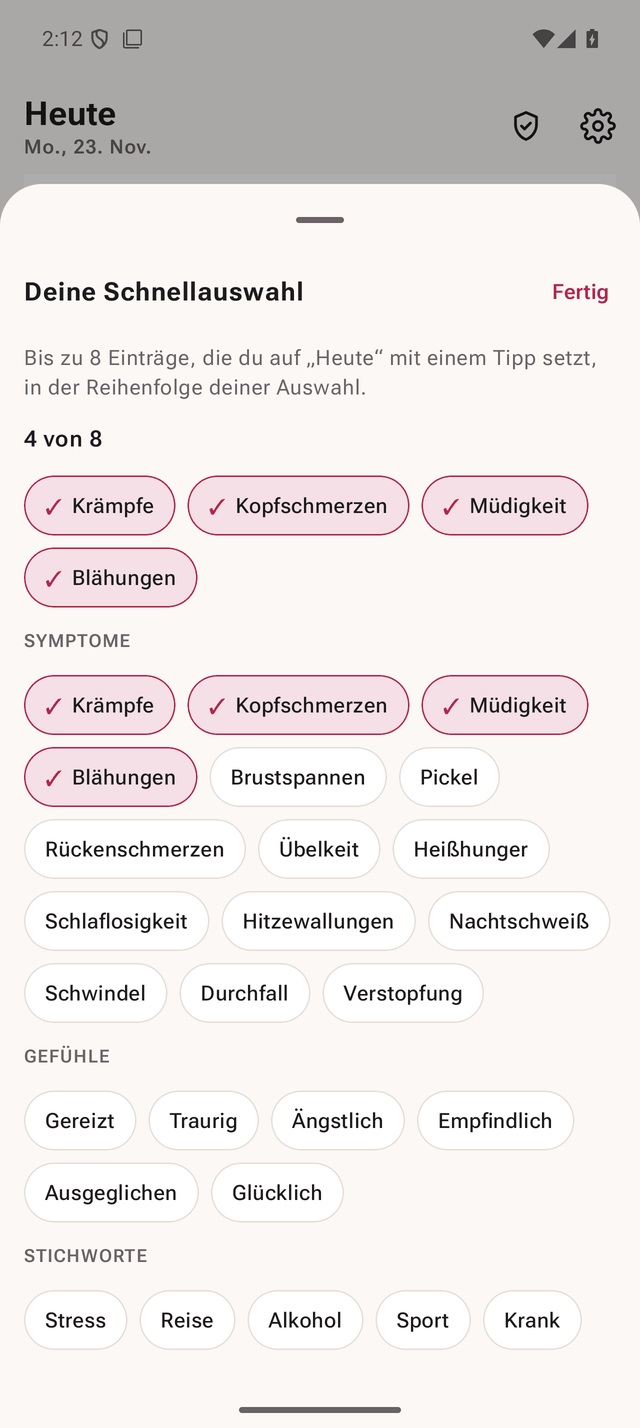 2:12
Heute
Mo., 23. Nov.
Deine Schnellauswahl
Fertig
Bis zu 8 Einträge, die du auf „Heute“ mit einem Tipp setzt,
in der Reihenfolge deiner Auswahl.
4 von 8
✓ Krämpfe ✓ Kopfschmerzen ✓ Müdigkeit
✓ Blähungen
SYMPTOME
✓ Krämpfe ✓ Kopfschmerzen ✓ Müdigkeit
✓ Blähungen Brustspannen Pickel
Rückenschmerzen Übelkeit Heißhunger
Schlaflosigkeit Hitzewallungen Nachtschweiß
Schwindel Durchfall Verstopfung
GEFÜHLE
Gereizt Traurig Ängstlich Empfindlich
Ausgeglichen Glücklich
STICHWORTE
Stress Reise Alkohol Sport Krank